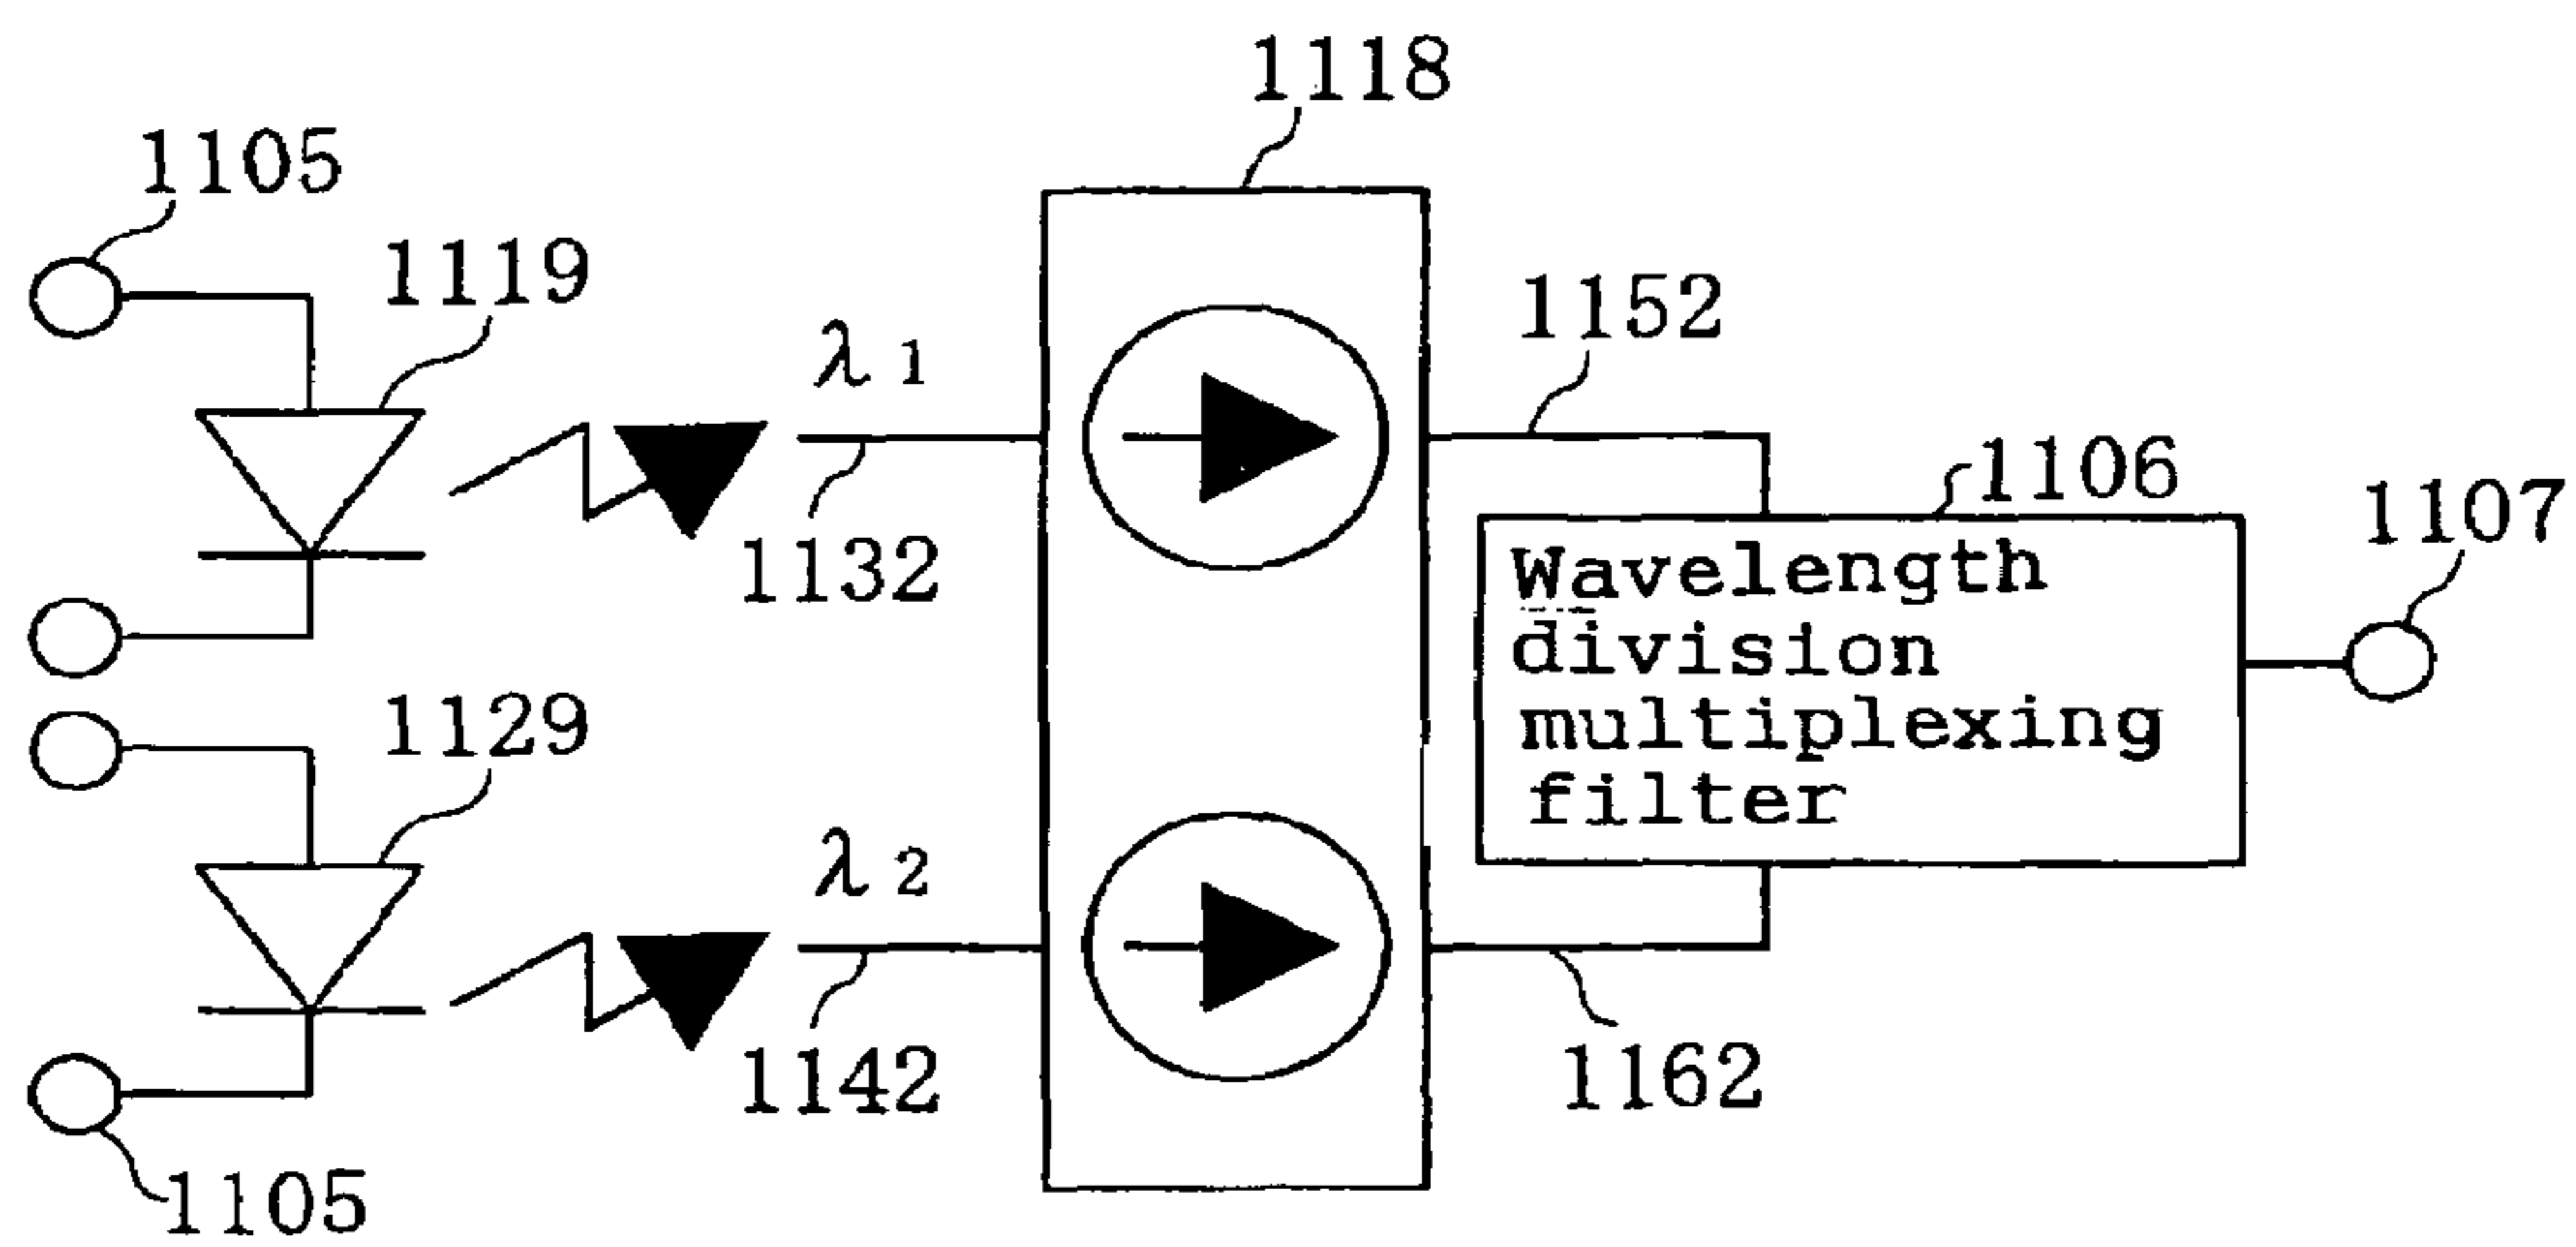 1118
1105
1119
1152
λ1
1106
1107
1132
Wavelength
division
multiplexing
filter
1129
λ2
1142
1162
1105